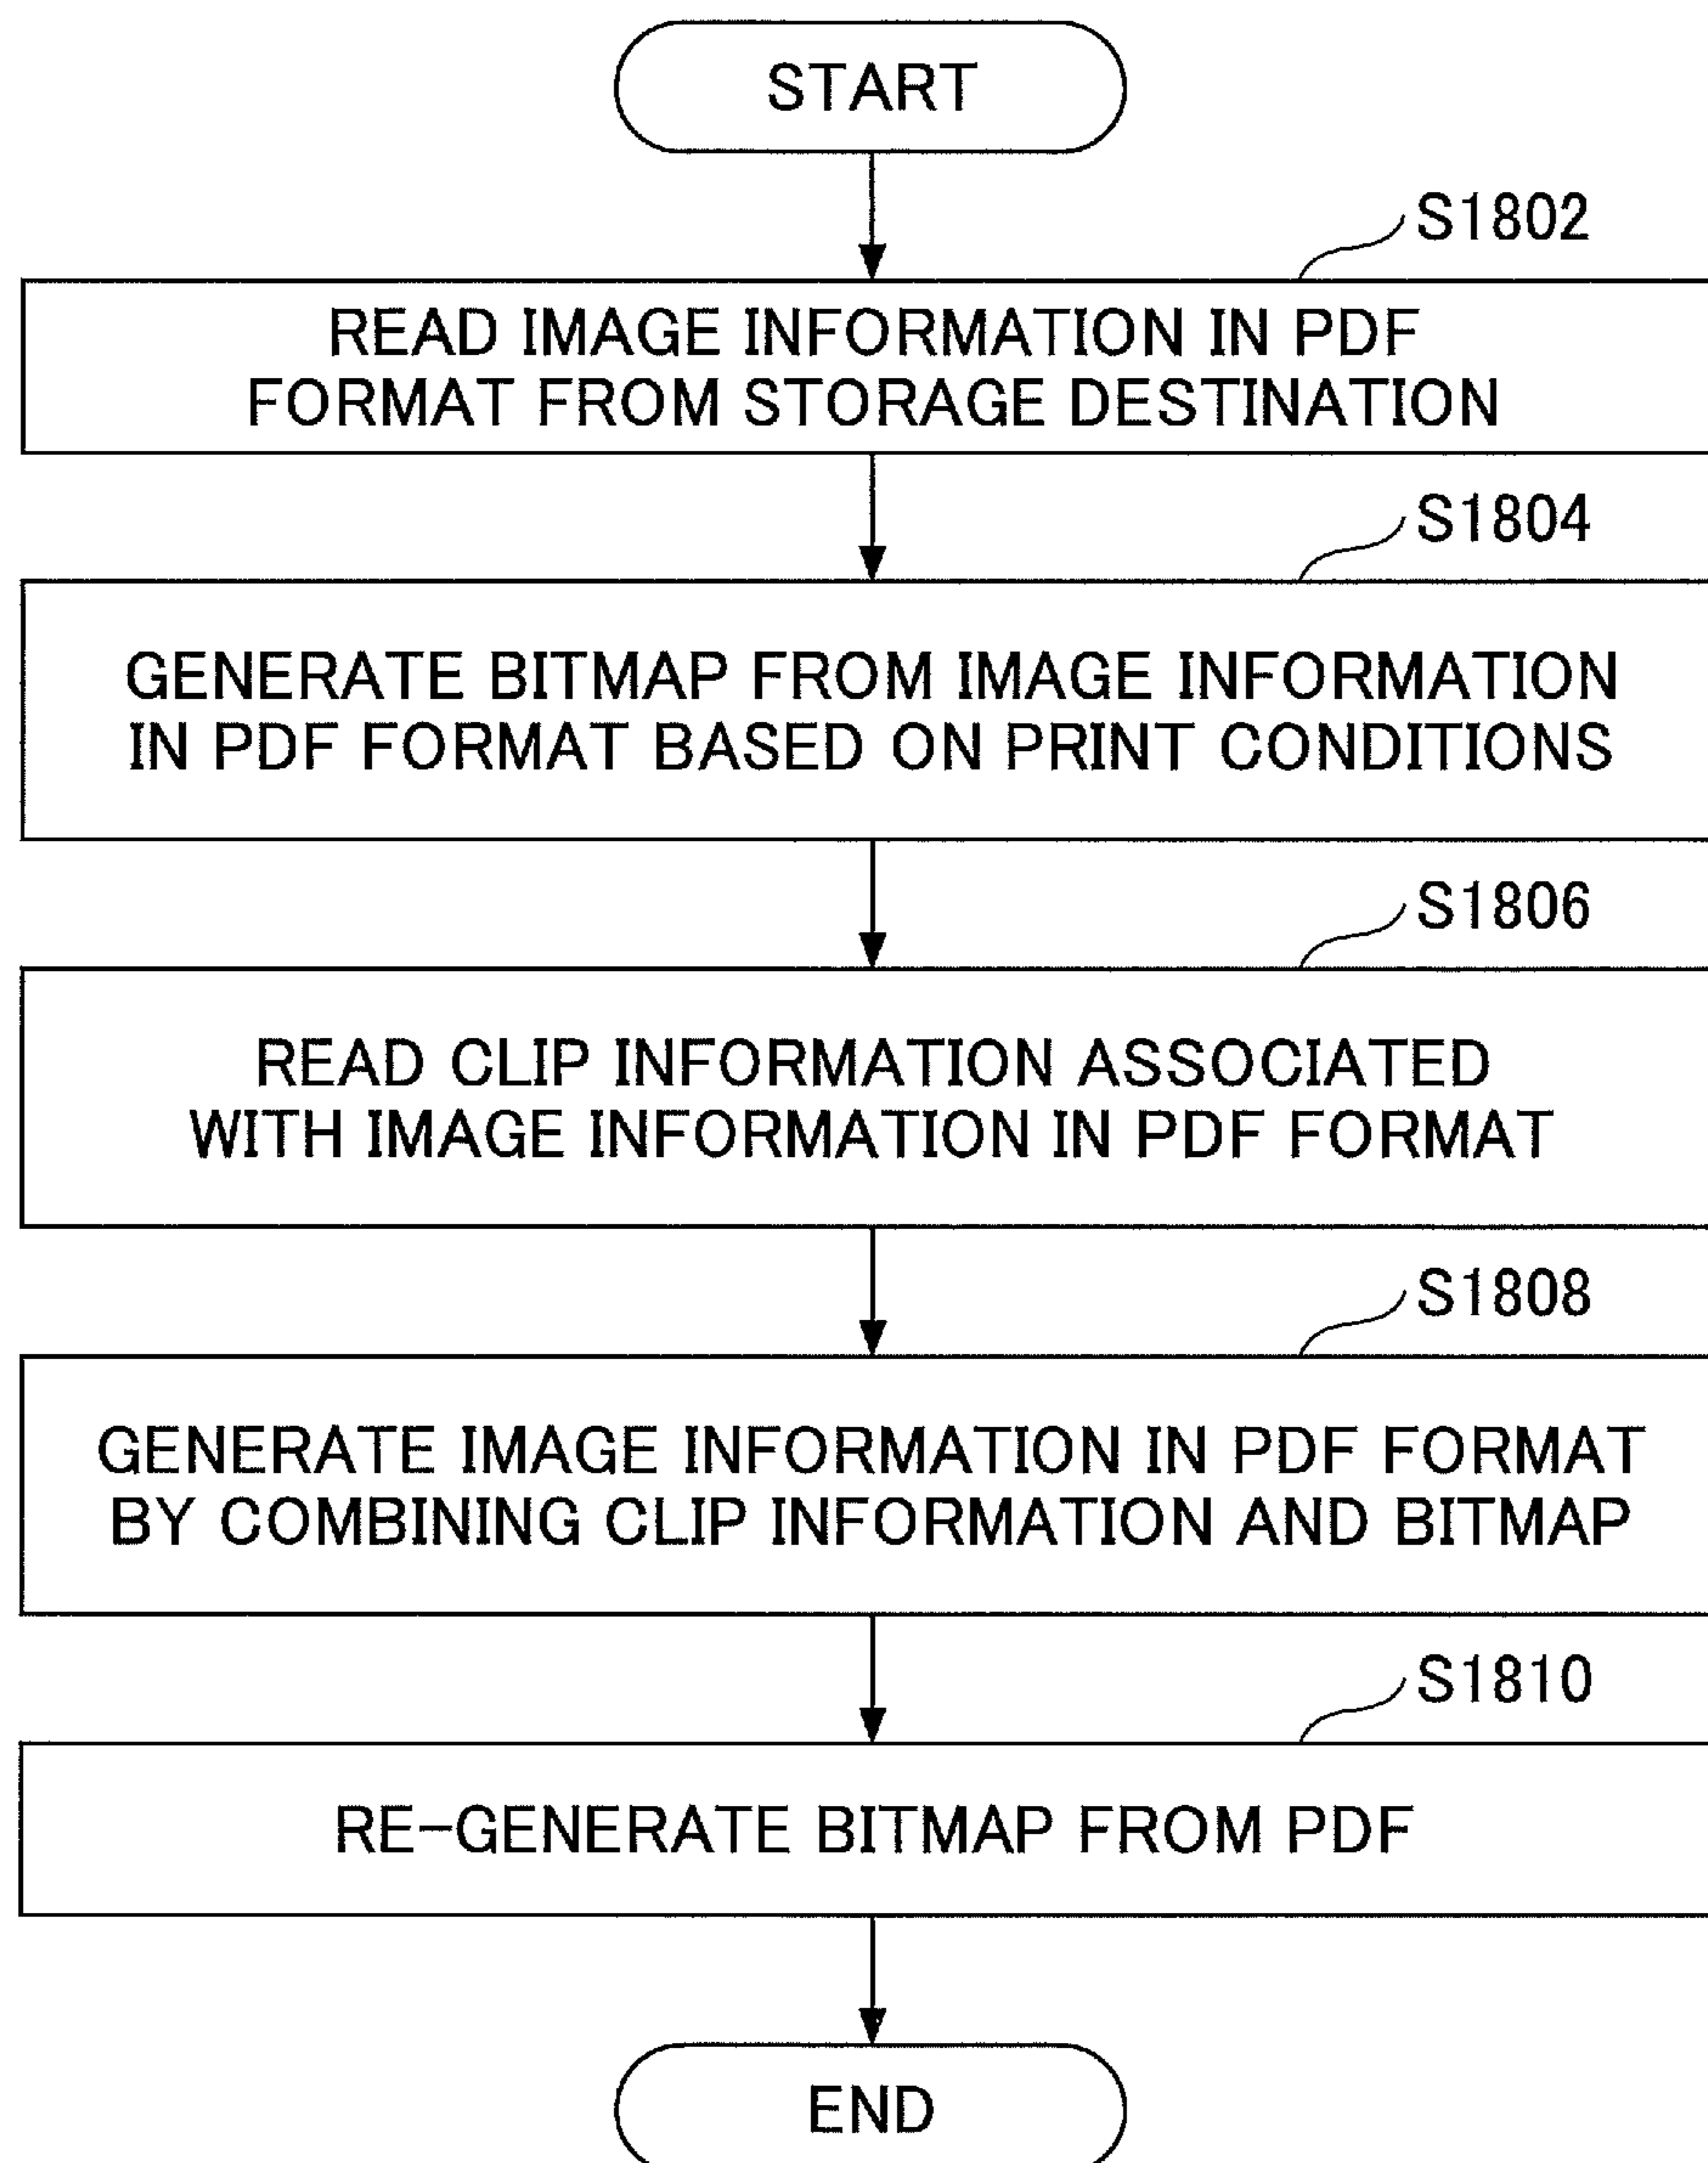 START
S1802
READ IMAGE INFORMATION IN PDF
FORMAT FROM STORAGE DESTINATION
S1804
GENERATE BITMAP FROM IMAGE INFORMATION
IN PDF FORMAT BASED ON PRINT CONDITIONS
S1806
READ CLIP INFORMATION ASSOCIATED
WITH IMAGE INFORMATION IN PDF FORMAT
S1808
GENERATE IMAGE INFORMATION IN PDF FORMAT
BY COMBINING CLIP INFORMATION AND BITMAP
S1810
RE-GENERATE BITMAP FROM PDF
END